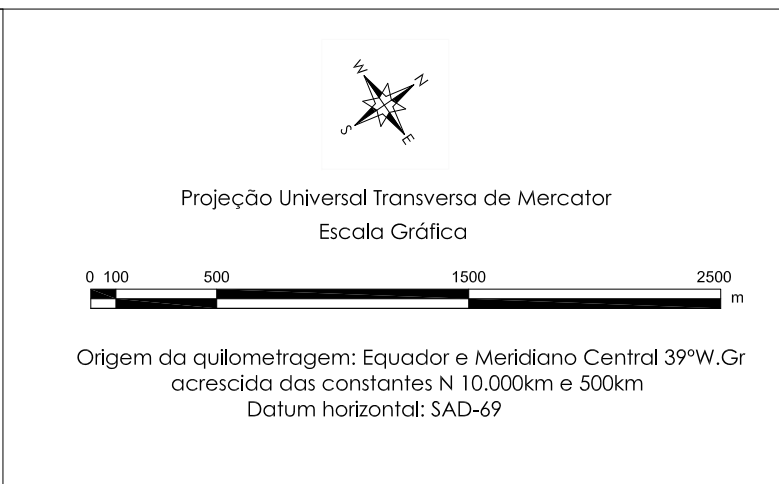 W N
S E
Projeção Universal Transversa de Mercator
Escala Gráfica
0 100 500 1500 2500
m
Origem da quilometragem: Equador e Meridiano Central 39ºW.Gr
acrescida das constantes N 10.000km e 500km
Datum horizontal: SAD-69